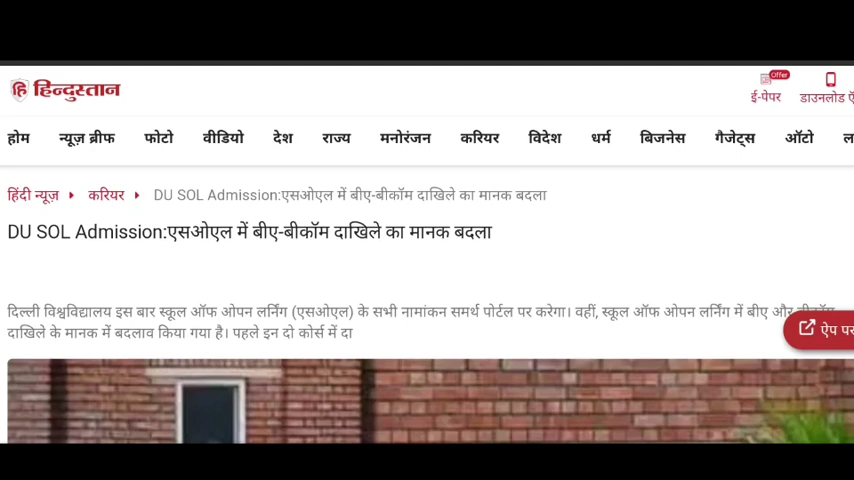 हि हिन्दुस्तान
Offer
ई-पेपर
डाउनलोड
होम न्यूज़ ब्रीफ फोटो वीडियो देश राज्य मनोरंजन करियर विदेश धर्म बिजनेस गैजेट्स ऑटो
हिंदी न्यूज़ करियर DU SOL Admission:एसओएल में बीए-बीकॉम दाखिले का मानक बदला
DU SOL Admission:एसओएल में बीए-बीकॉम दाखिले का मानक बदला
दिल्ली विश्वविद्यालय इस बार स्कूल ऑफ ओपन लर्निंग (एसओएल) के सभी नामांकन समर्थ पोर्टल पर करेगा। वहीं, स्कूल ऑफ ओपन लर्निंग में बीए और
दाखिले के मानक में बदलाव किया गया है। पहले इन दो कोर्स में दा
ऐप पर